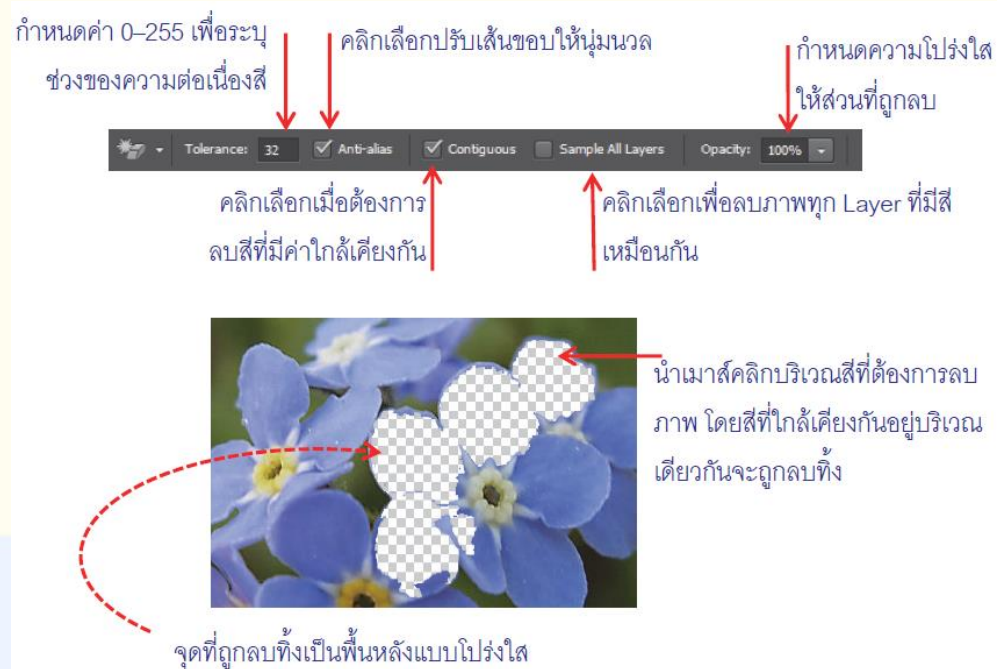 กำหนดค่า 0–255 เพื่อระบุ
ช่วงของความต่อเนื่องสี
คลิกเลือกปรับเส้นขอบให้นุ่มนวล
กำหนดความโปร่งใส
ให้ส่วนที่ถูกลบ
Tolerance: 32 Anti-alias Contiguous Sample All Layers Opacity: 100%
คลิกเลือกเมื่อต้องการ
ลบสีที่มีค่าใกล้เคียงกัน
คลิกเลือกเพื่อลบภาพทุก Layer ที่มีสี
เหมือนกัน
นำเมาส์คลิกบริเวณสีที่ต้องการลบ
ภาพ โดยสีที่ใกล้เคียงกันอยู่บริเวณ
เดียวกันจะถูกลบทิ้ง
จุดที่ถูกลบทิ้งเป็นพื้นหลังแบบโปร่งใส